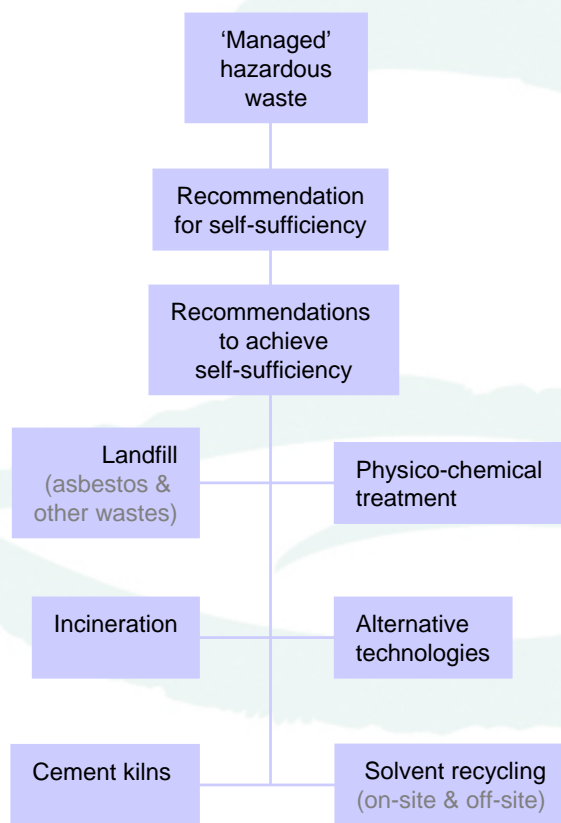 ‘Managed’
hazardous
waste
Recommendation
for self-sufficiency
Recommendations
to achieve
self-sufficiency
Landfill
(asbestos &
other wastes)
Physico-chemical
treatment
Incineration
Alternative
technologies
Cement kilns
Solvent recycling
(on-site & off-site)